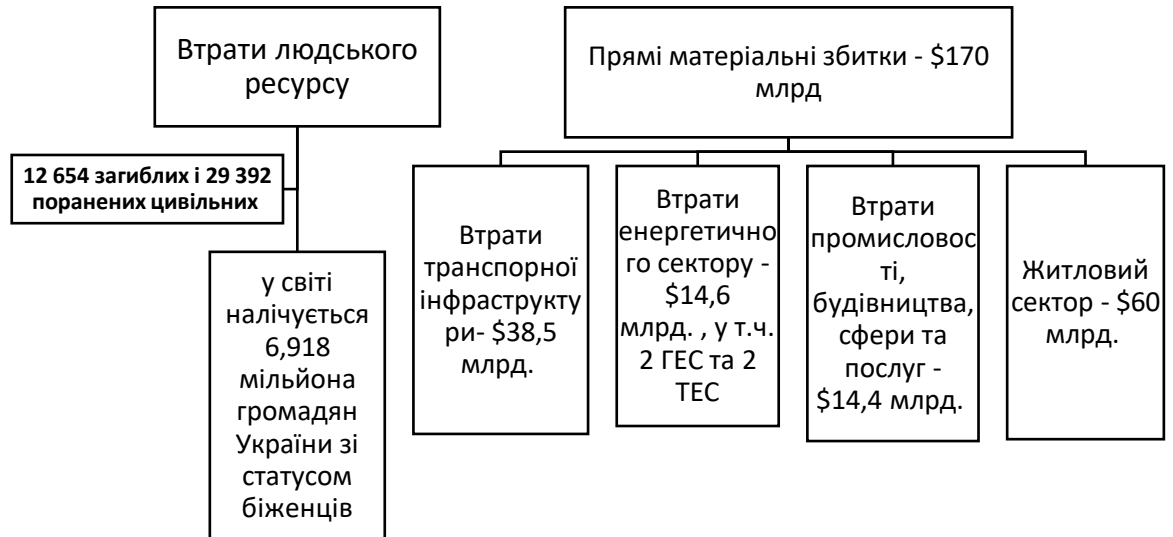 Втрати людського
ресурсу
12 654 загиблих і 29 392
поранених цивільних
у світі
налічується
6,918
мільйона
громадян
України зі
статусом
біженців
Прямі матеріальні збитки - $170
млрд
Втрати
транспорної
інфраструкту
ри- $38,5
млрд.
Втрати
енергетично
го сектору -
$14,6
млрд. , у т.ч.
2 ГЕС та 2
ТЕС
Втрати
промисловос
ті,
будівництва,
сфери та
послуг -
$14,4 млрд.
Житловий
сектор - $60
млрд.